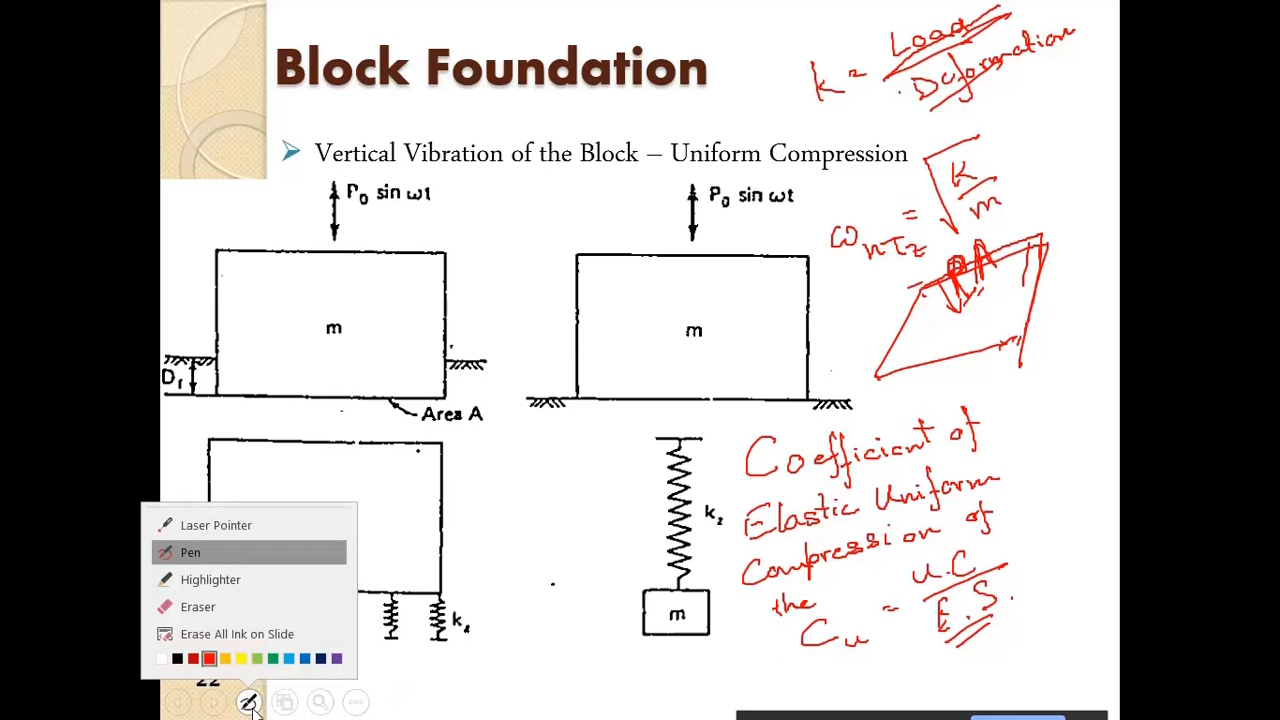 Block Foundation
k = Load / Deformation
Vertical Vibration of the Block – Uniform Compression
P₀ sin ωt
P₀ sin ωt
ωnz = √K/m
m
m
A
Df
Area A
Coefficient of
Elastic Uniform
Compression of
the
Cu = U.C / E.S.
kz
kz
m
Laser Pointer
Pen
Highlighter
Eraser
Erase All Ink on Slide
22